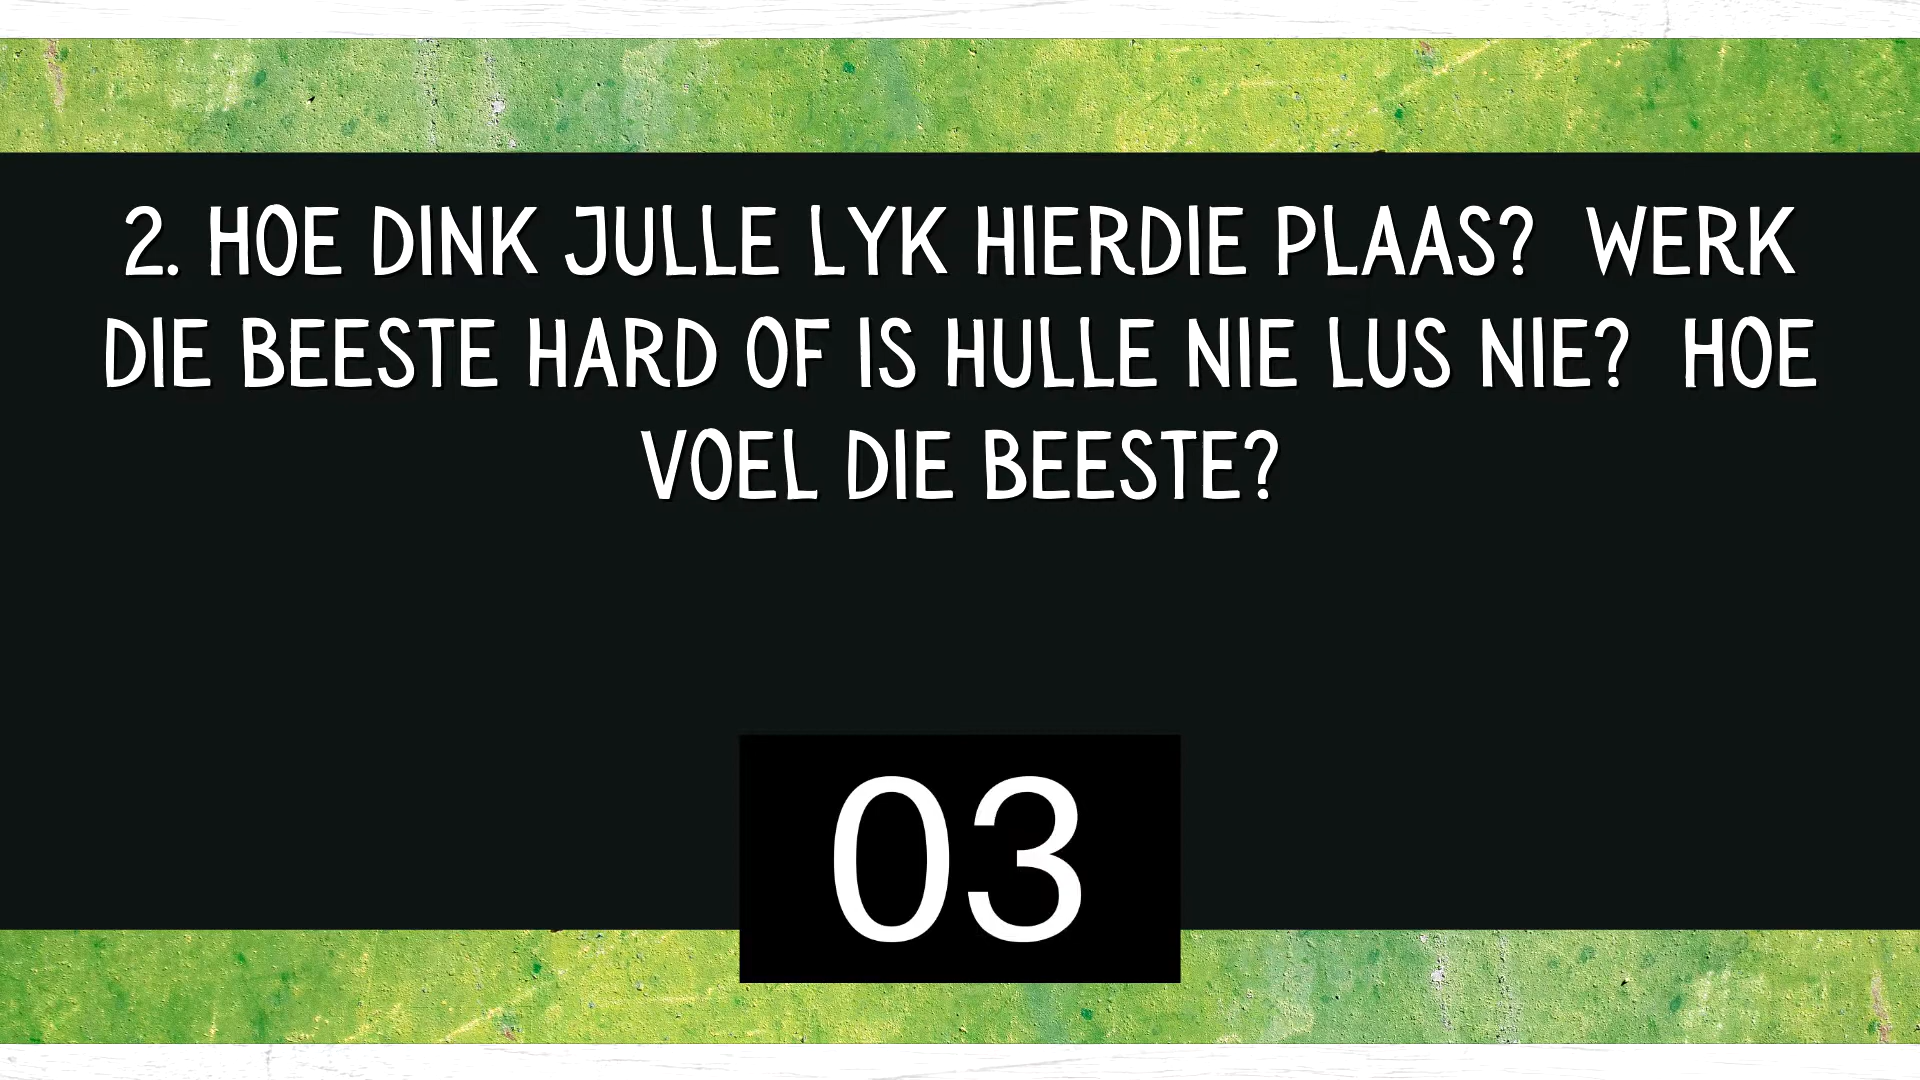 2. HOE DINK JULLE LYK HIERDIE PLAAS? WERK
DIE BEESTE HARD OF IS HULLE NIE LUS NIE? HOE
VOEL DIE BEESTE?
03